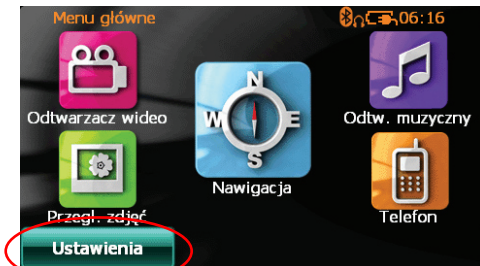 Menu główne
06:16
Odtwarzacz wideo
N
W
E
S
Nawigacja
Odtw. muzyczny
Przegl. zdjęć
Telefon
Ustawienia